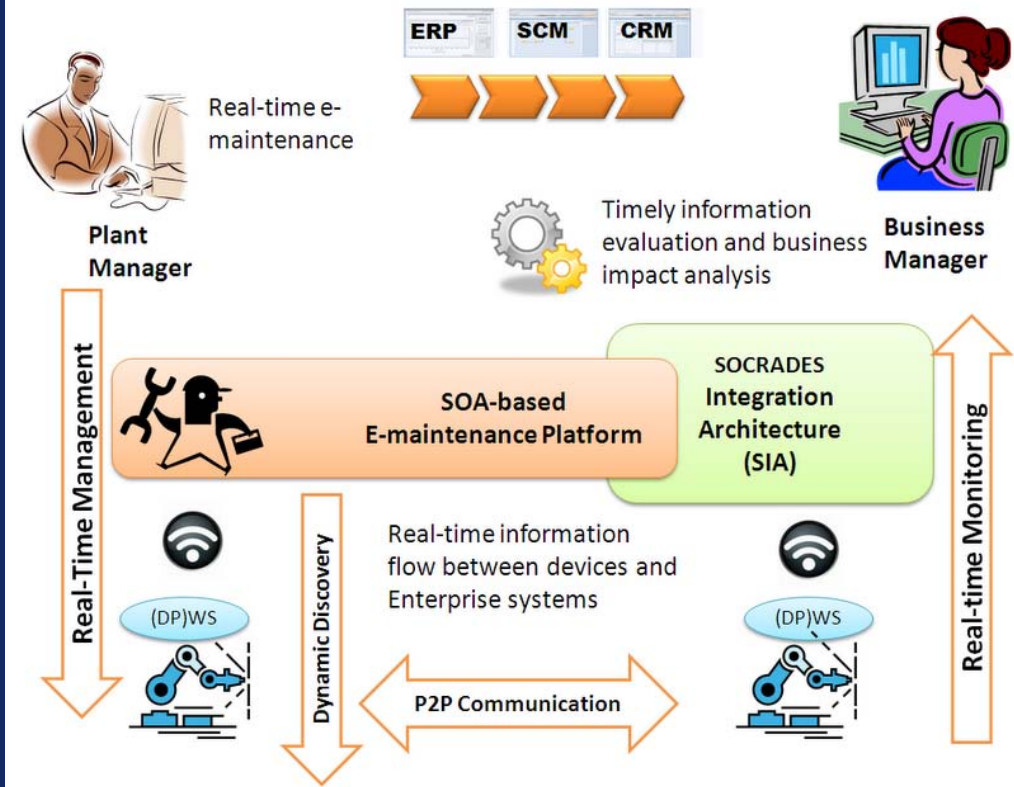 ERP
SCM
CRM
Real-time e-
maintenance
Plant
Manager
Timely information
evaluation and business
impact analysis
Business
Manager
Real-Time Management
SOA-based
E-maintenance Platform
SOCRADES
Integration
Architecture
(SIA)
Real-time Monitoring
Dynamic Discovery
Real-time information
flow between devices and
Enterprise systems
(DP)WS
(DP)WS
P2P Communication